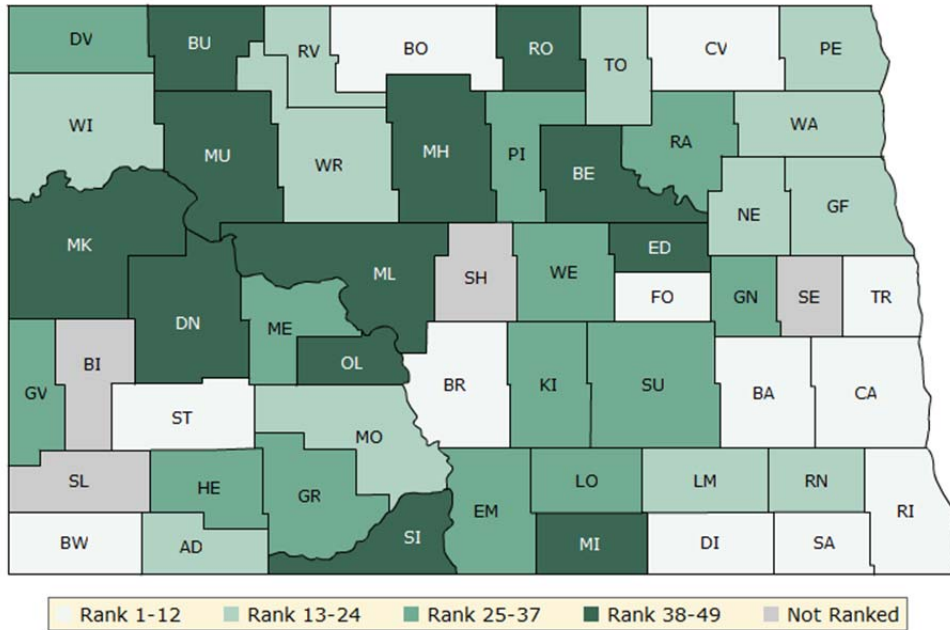 DV BU RV BO RO TO CV PE
WI MU WR MH PI BE RA WA
NE GF
MK ML SH WE ED
DN ME FO GN SE TR
GV BI OL BR KI SU BA CA
ST MO
SL HE GR EM LO LM RN RI
BW AD SI MI DI SA
Rank 1-12 Rank 13-24 Rank 25-37 Rank 38-49 Not Ranked